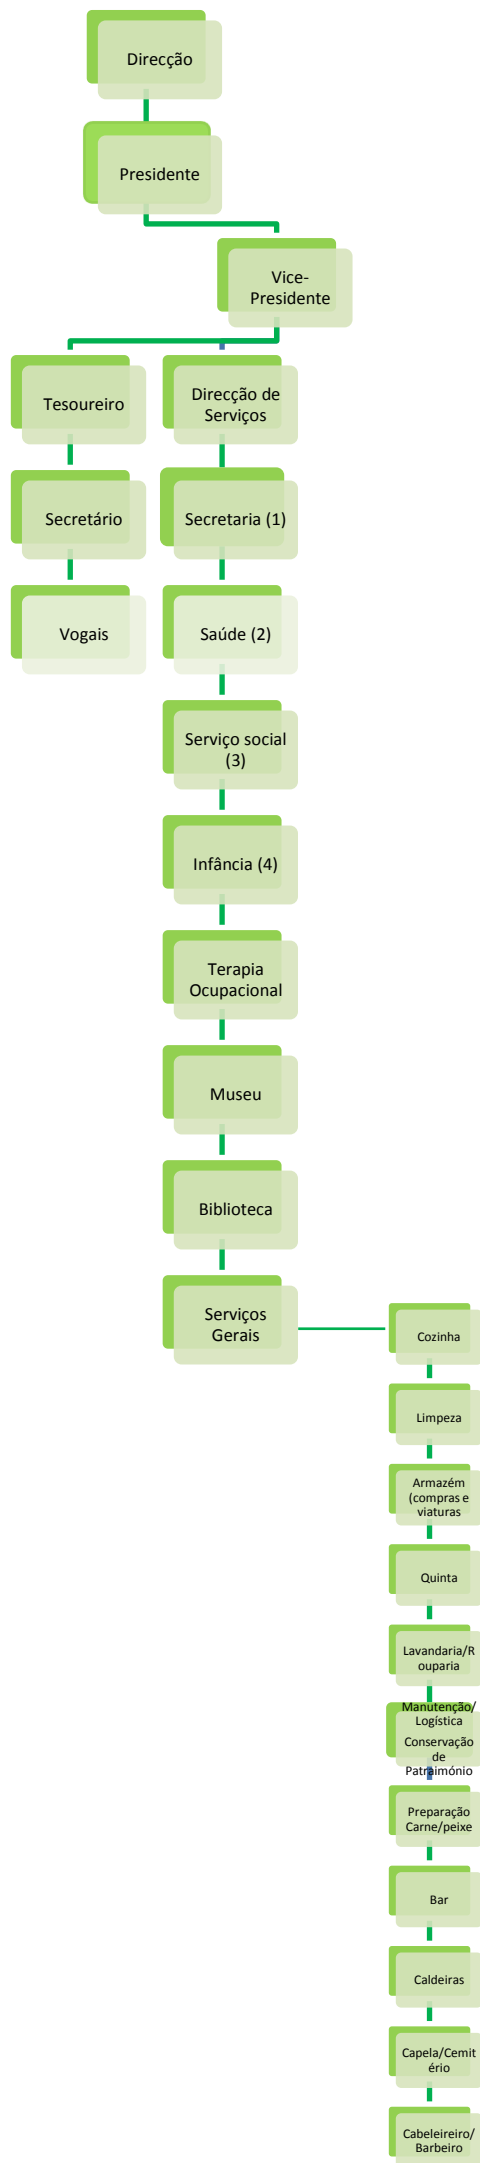 Direcção
Presidente
Vice-
Presidente
Tesoureiro
Direcção de
Serviços
Secretário
Secretaria (1)
Vogais
Saúde (2)
Serviço social
(3)
Infância (4)
Terapia
Ocupacional
Museu
Biblioteca
Serviços
Gerais
Cozinha
Limpeza
Armazém
(compras e
viaturas
Quinta
Lavandaria/R
ouparia
Manutenção/
Logística
Conservação
de
Patraimónio
Preparação
Carne/peixe
Bar
Caldeiras
Capela/Cemit
ério
Cabeleireiro/
Barbeiro